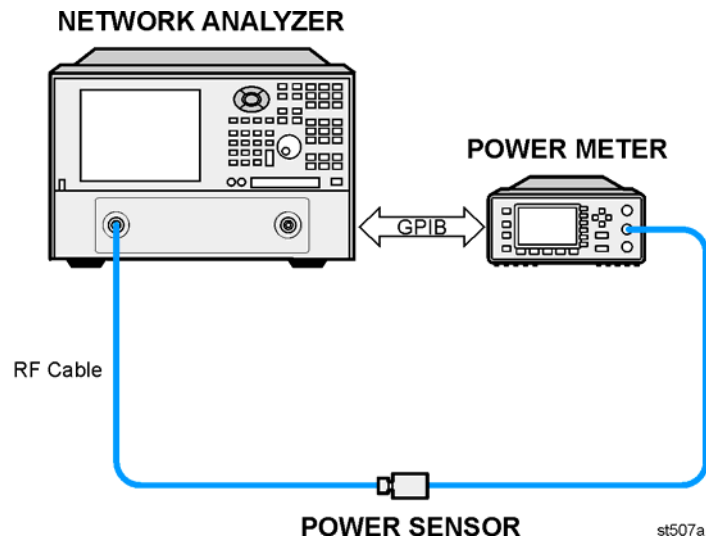 NETWORK ANALYZER
POWER METER
GPIB
RF Cable
POWER SENSOR
st507a